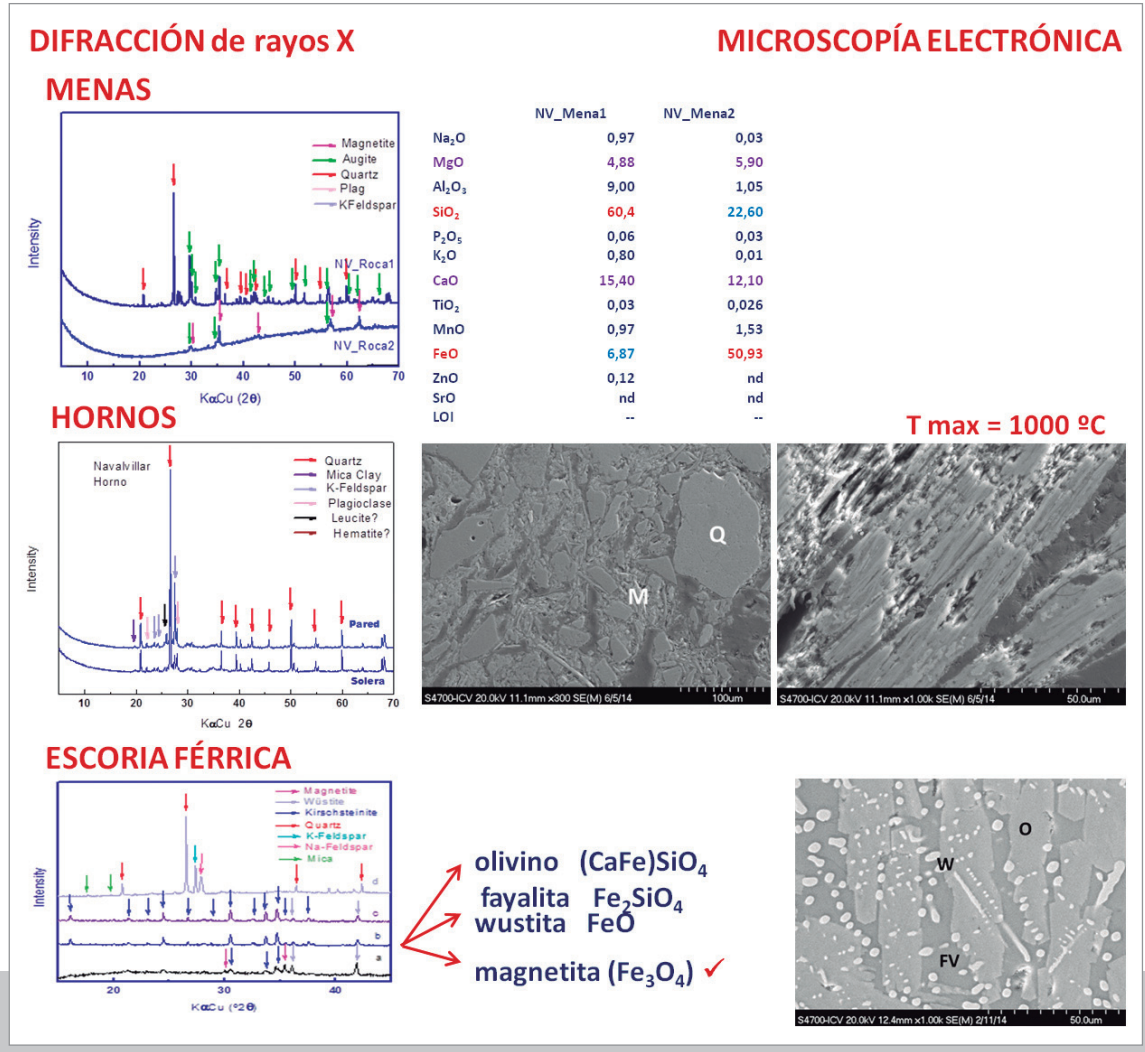 DIFRACCIÓN de rayos X
MICROSCOPÍA ELECTRÓNICA
MENAS
Magnetite
Augite
Quartz
Plag
KFeldspar
Intensity
NV_Roca1
NV_Roca2
10 20 30 40 50 60 70
KαCu (2θ)
NV_Mena1 NV_Mena2
Na₂O 0,97 0,03
MgO 4,88 5,90
Al₂O₃ 9,00 1,05
SiO₂ 60,4 22,60
P₂O₅ 0,06 0,03
K₂O 0,80 0,01
CaO 15,40 12,10
TiO₂ 0,03 0,026
MnO 0,97 1,53
FeO 6,87 50,93
ZnO 0,12 nd
SrO nd nd
LOI -- --
HORNOS
T max = 1000 ºC
Navalvillar
Horno
Quartz
Mica Clay
K-Feldspar
Plagioclase
Leucite?
Hematite?
Intensity
Pared
Solera
10 20 30 40 50 60 70
KαCu 2θ
Q
M
S4700-ICV 20.0kV 11.1mm x300 SE(M) 6/5/14 100um
S4700-ICV 20.0kV 11.1mm x1.00k SE(M) 6/5/14 50.0um
ESCORIA FÉRRICA
Magnetite
Wüstite
Kirschsteinite
Quartz
K-Feldspar
Na-Feldspar
Mica
Intensity
d
c
b
a
20 30 40
KαCu (º2θ)
olivino (CaFe)SiO₄
fayalita Fe₂SiO₄
wustita FeO
magnetita (Fe₃O₄) ✓
O
W
FV
S4700-ICV 20.0kV 12.4mm x1.00k SE(M) 2/11/14 50.0um